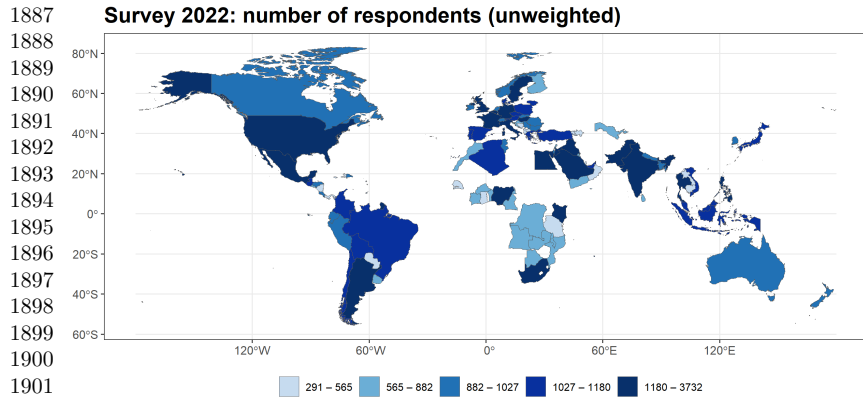 1887
Survey 2022: number of respondents (unweighted)
1888
80°N
1889
60°N
1890
1891
40°N
1892
1893
20°N
1894
0°
1895
1896
20°S
1897
40°S
1898
1899
60°S
120°W 60°W 0° 60°E 120°E
1900
1901
291 – 565 565 – 882 882 – 1027 1027 – 1180 1180 – 3732